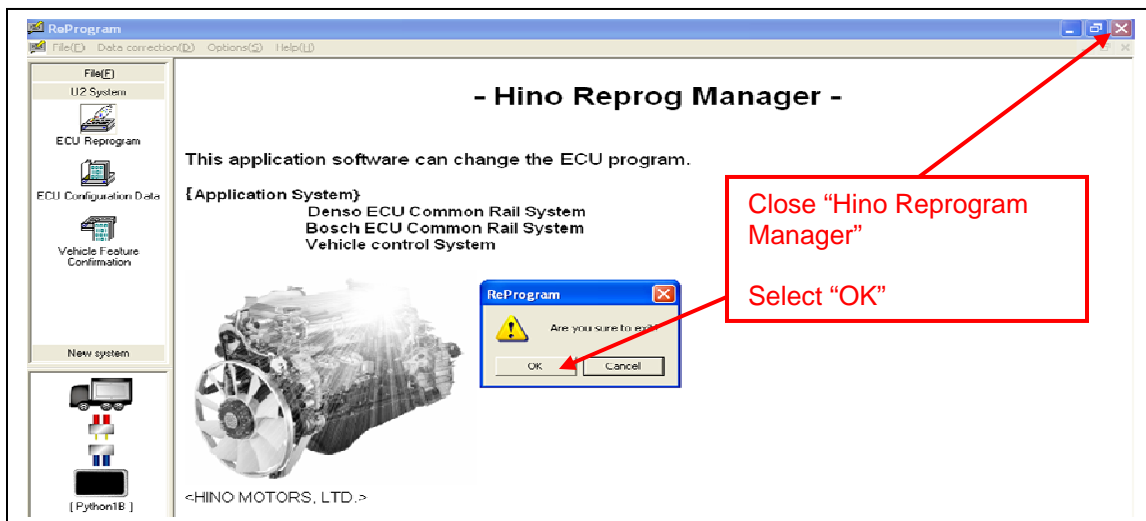 ReProgram
File(F) Data correction(D) Options(S) Help(H)
File(F)
U2 System
ECU Reprogram
ECU Configuration Data
Vehicle Feature
Confirmation
New system
[ Python1B ]
- Hino Reprog Manager -
This application software can change the ECU program.
{Application System}
Denso ECU Common Rail System
Bosch ECU Common Rail System
Vehicle control System
ReProgram
Are you sure to exit?
OK
Cancel
<HINO MOTORS, LTD.>
Close “Hino Reprogram
Manager”
Select “OK”